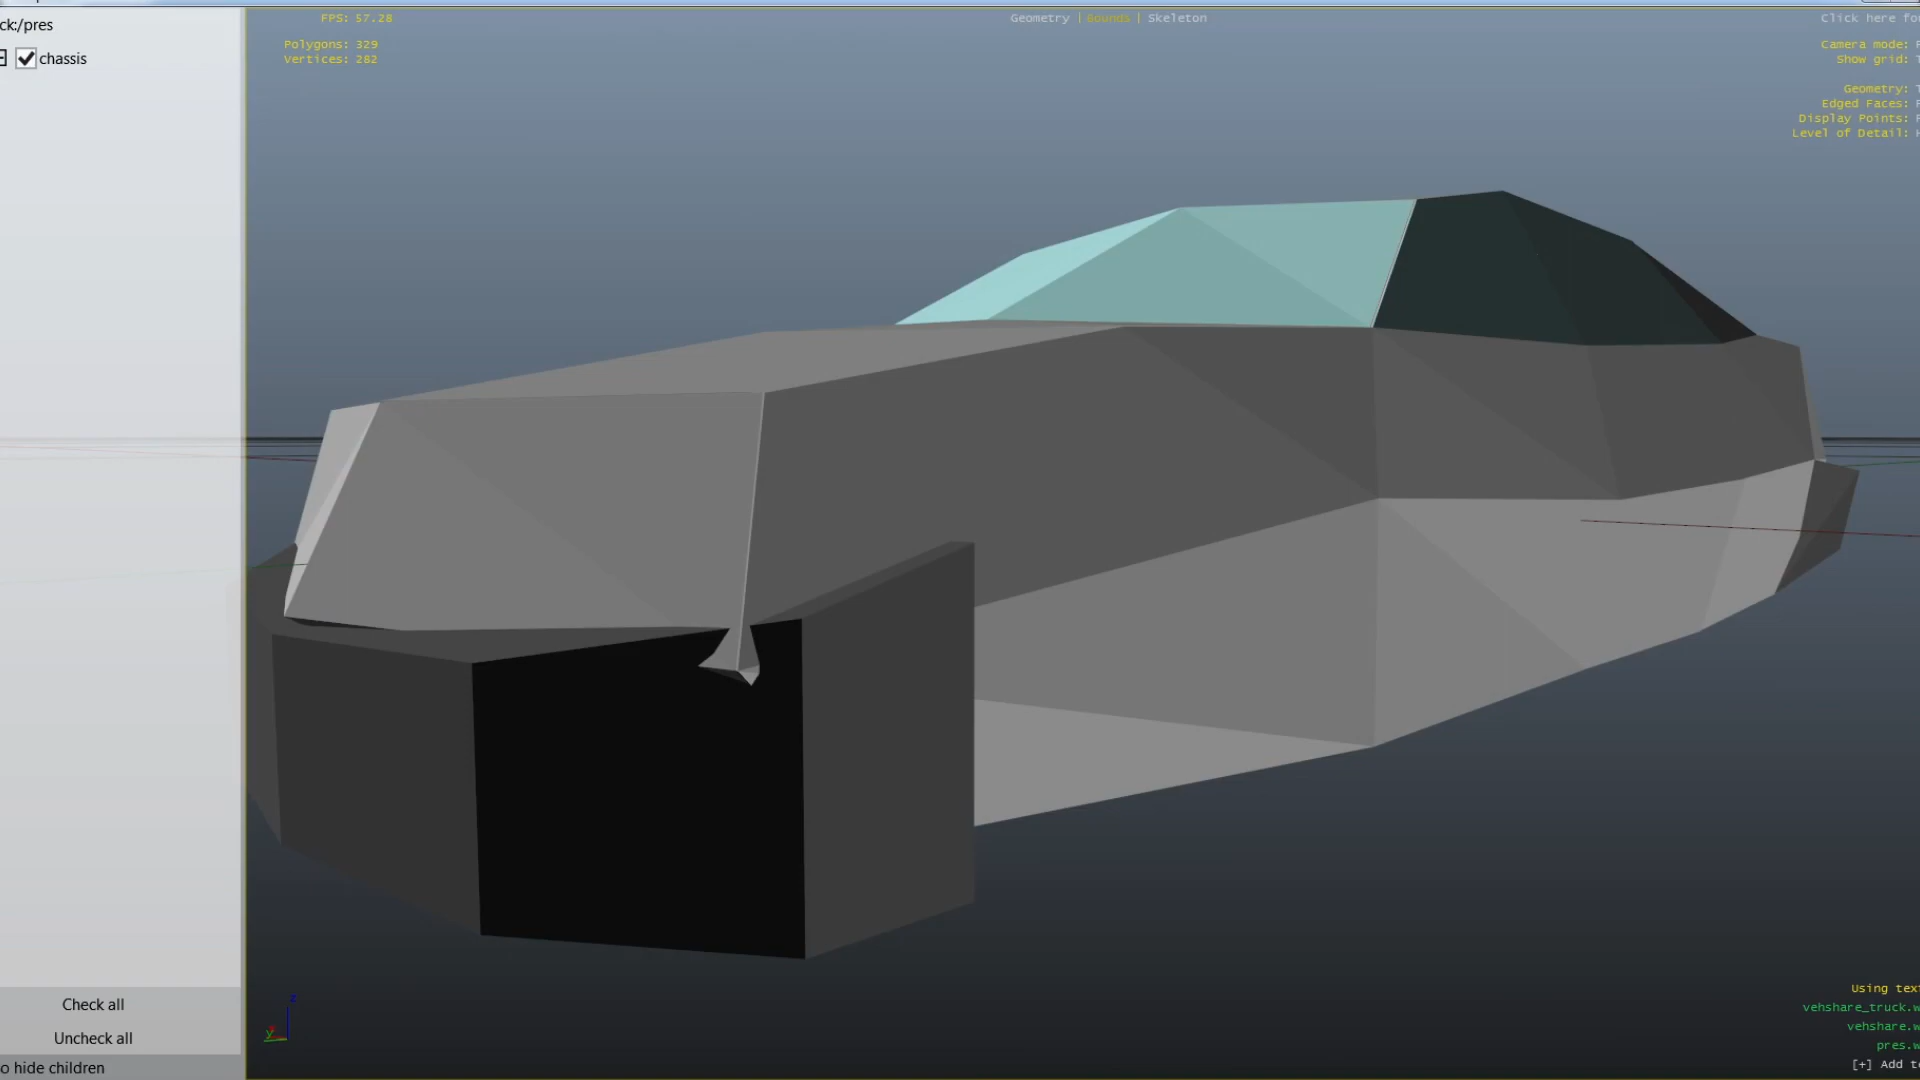 ck:/pres
chassis
FPS: 57.28
Polygons: 329
Vertices: 282
Geometry | Bounds | Skeleton
Click here for
Camera mode:
Show grid:
Geometry:
Edged Faces:
Display Points:
Level of Detail:
Check all
Uncheck all
o hide children
z
y
Using tex
vehshare_truck.w
vehshare.w
pres.w
[+] Add t